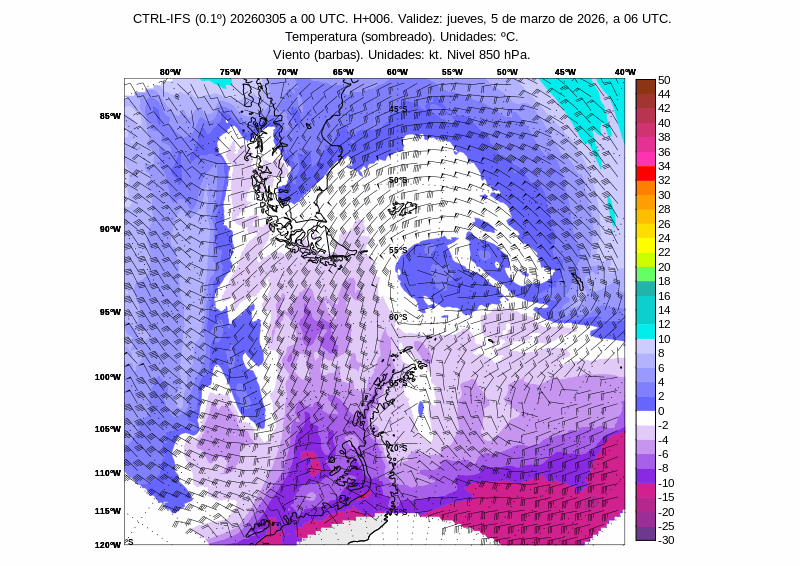 CTRL-IFS (0.1º) 20260305 a 00 UTC. H+006. Validez: jueves, 5 de marzo de 2026, a 06 UTC.
Temperatura (sombreado). Unidades: ºC.
Viento (barbas). Unidades: kt. Nivel 850 hPa.
80°W 75°W 70°W 65°W 60°W 55°W 50°W 45°W 40°W
85°W
90°W
95°W
100°W
105°W
110°W
115°W
120°W
45°S
50°S
55°S
60°S
65°S
70°S
°S
50
44
42
40
38
36
34
32
30
28
26
24
22
20
18
16
14
12
10
8
6
4
2
0
-2
-4
-6
-8
-10
-15
-20
-25
-30